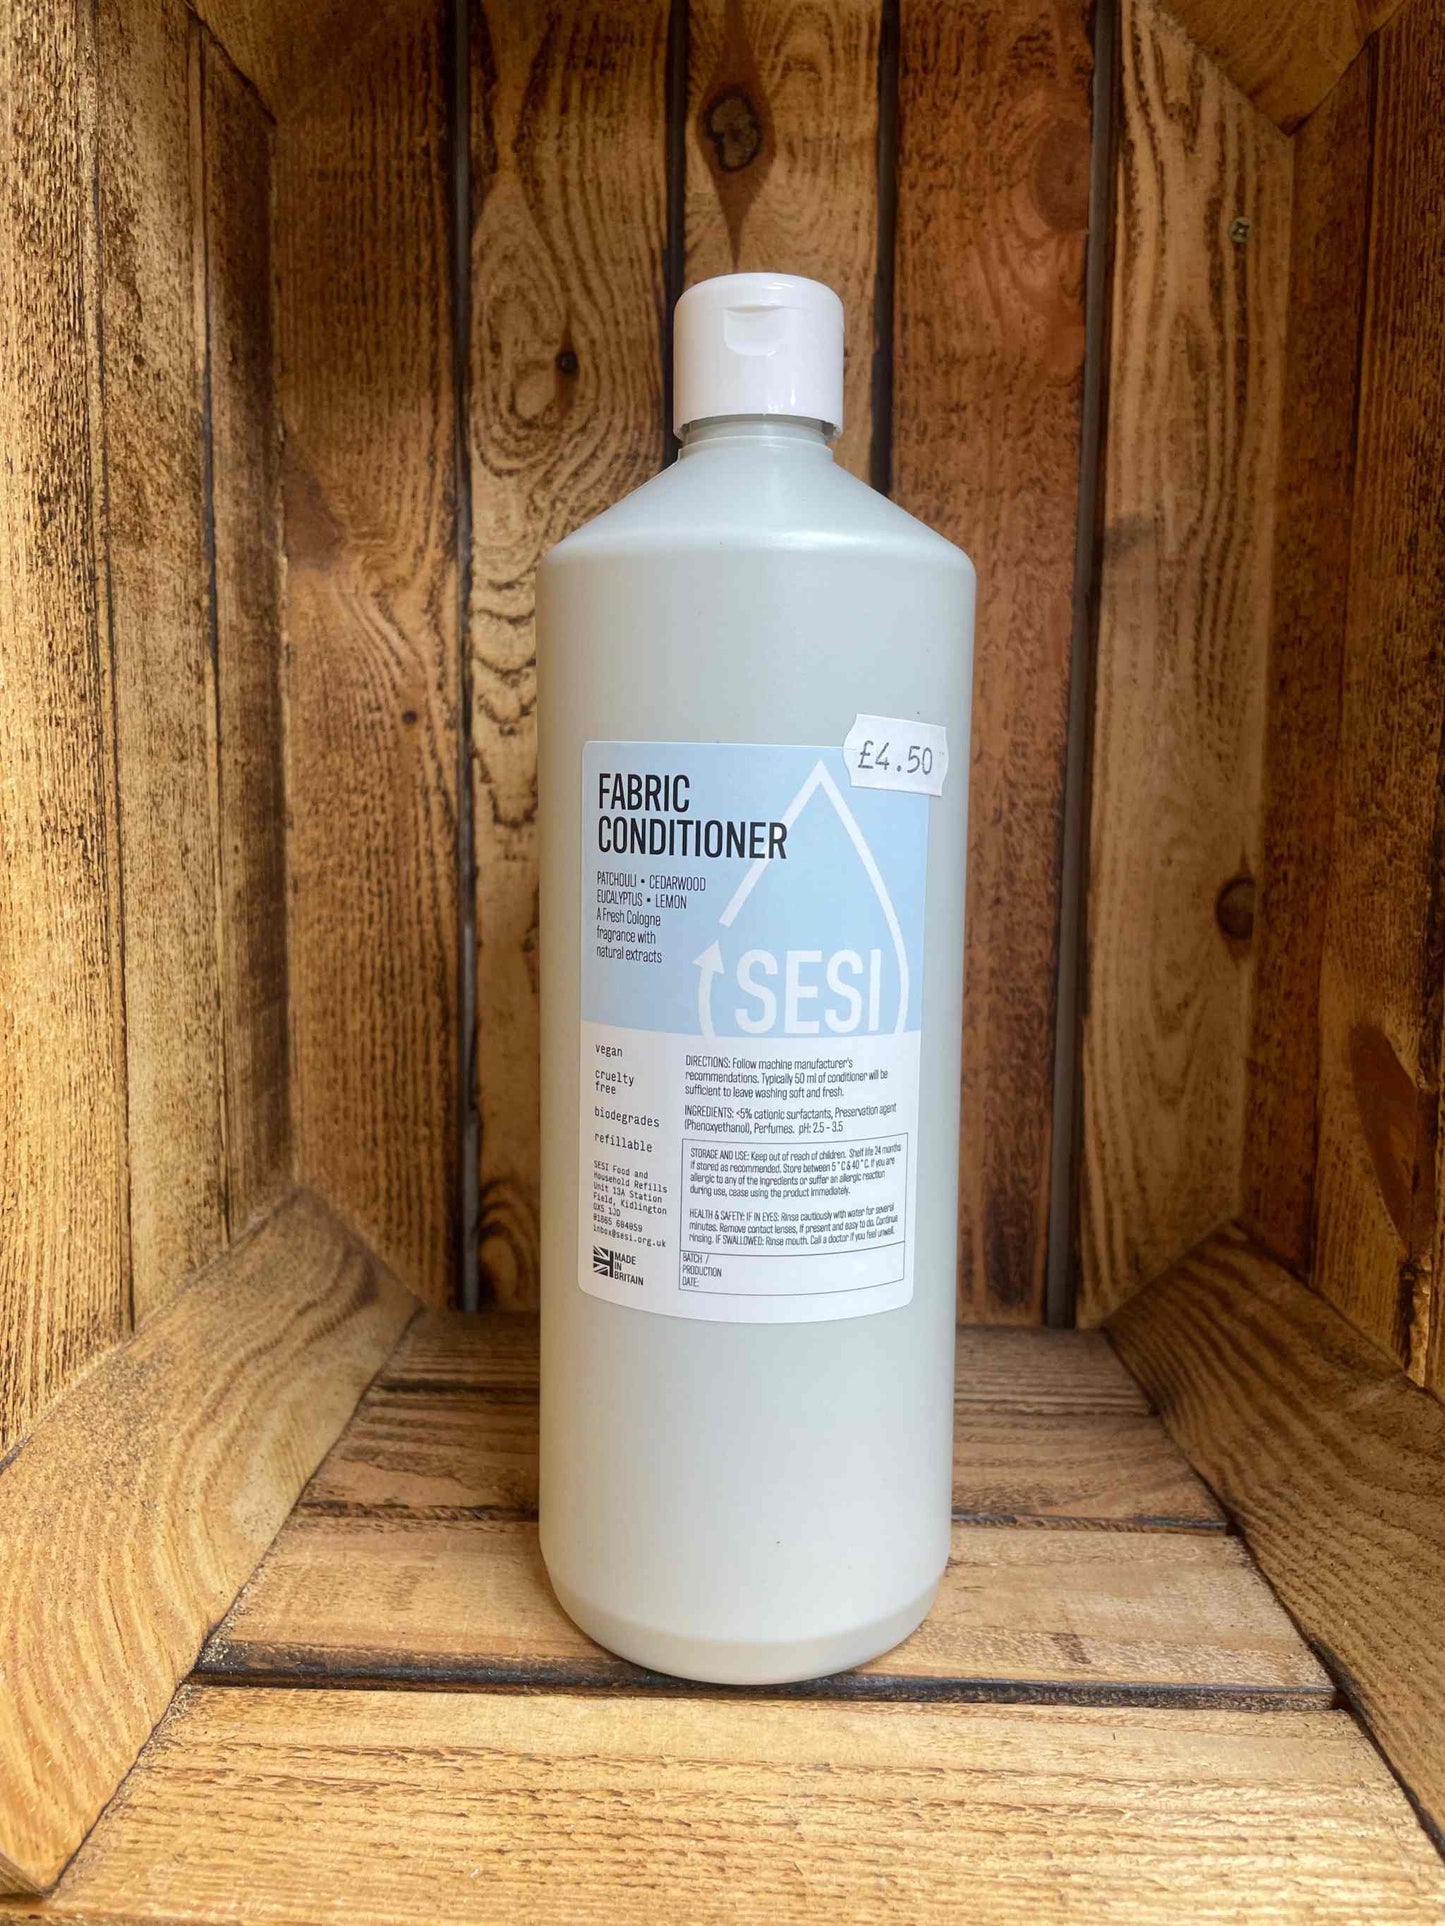 £4.50
FABRIC
CONDITIONER
PATCHOULI • CEDARWOOD
EUCALYPTUS • LEMON
A Fresh Cologne
fragrance with
natural extracts
SESI
vegan
cruelty
free
biodegrades
refillable
SESI Food and
Household Refills
Unit 13A Station
Field, Kidlington
OX5 1JD
01865 604059
inbox@sesi.org.uk
MADE
IN
BRITAIN
DIRECTIONS: Follow machine manufacturer's
recommendations. Typically 50 ml of conditioner will be
sufficient to leave washing soft and fresh.
INGREDIENTS: <5% cationic surfactants, Preservation agent
(Phenoxyethanol), Perfumes. pH: 2.5 - 3.5
STORAGE AND USE: Keep out of reach of children. Shelf life 24 months
if stored as recommended. Store between 5 ° C & 40 ° C. If you are
allergic to any of the ingredients or suffer an allergic reaction
during use, cease using the product immediately.
HEALTH & SAFETY: IF IN EYES: Rinse cautiously with water for several
minutes. Remove contact lenses, if present and easy to do. Continue
rinsing. IF SWALLOWED: Rinse mouth. Call a doctor if you feel unwell.
BATCH /
PRODUCTION
DATE: